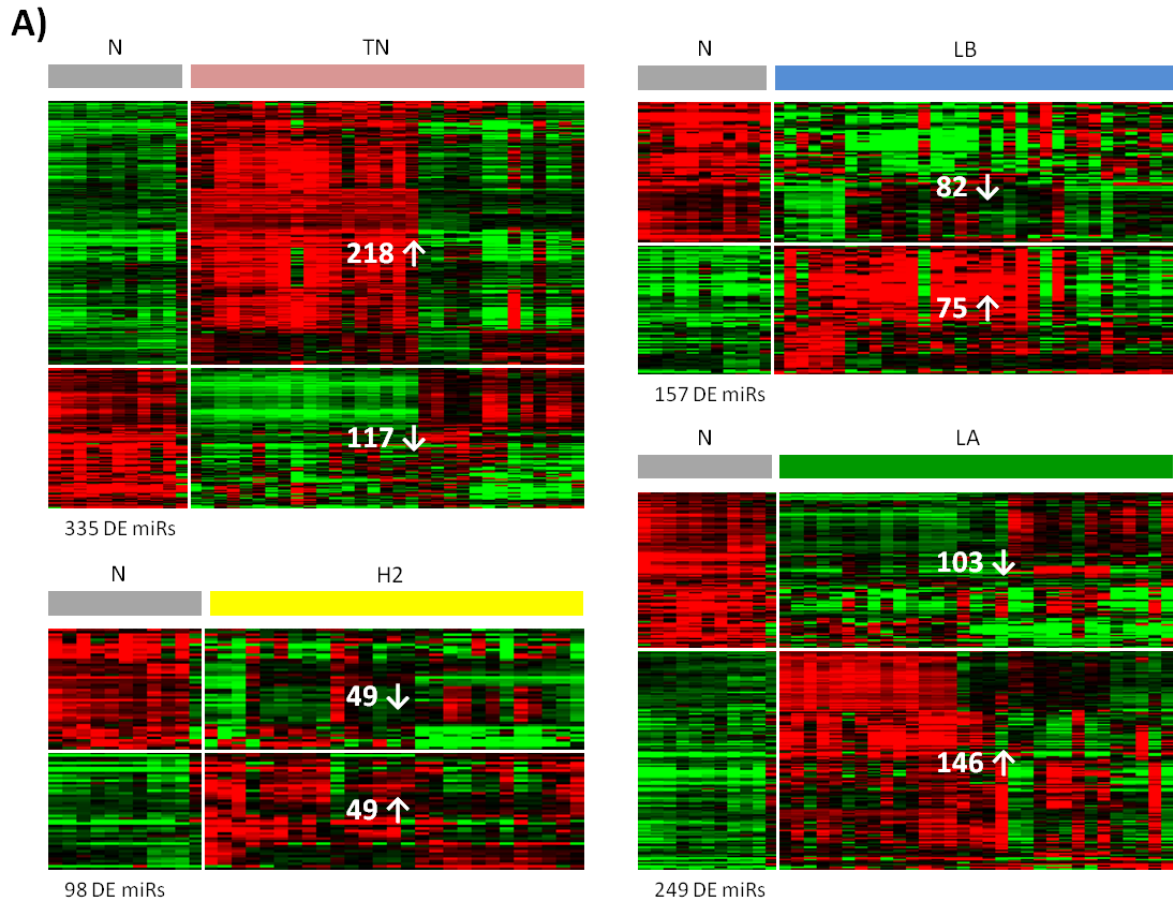 A)
N TN
218 ↑
117 ↓
335 DE miRs
N H2
49 ↓
49 ↑
98 DE miRs
N LB
82 ↓
75 ↑
157 DE miRs
N LA
103 ↓
146 ↑
249 DE miRs